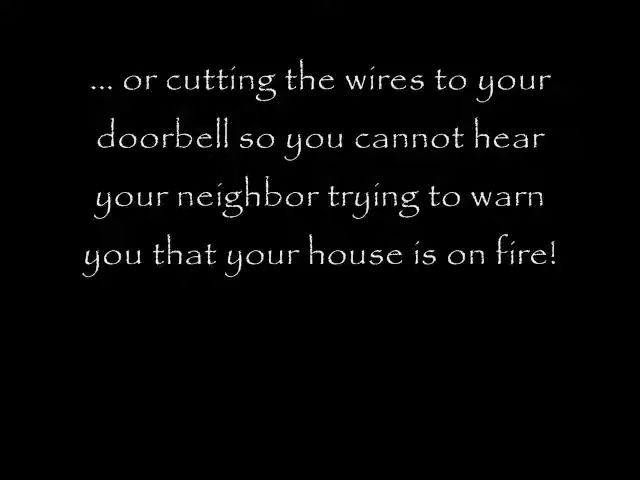 ... or cutting the wires to your
doorbell so you cannot hear
your neighbor trying to warn
you that your house is on fire!